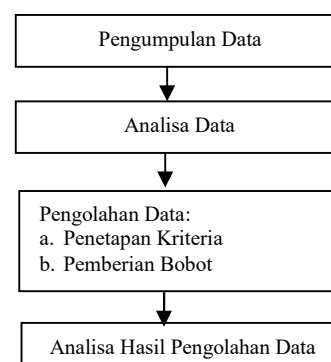 Pengumpulan Data
Analisa Data
Pengolahan Data:
a. Penetapan Kriteria
b. Pemberian Bobot
Analisa Hasil Pengolahan Data